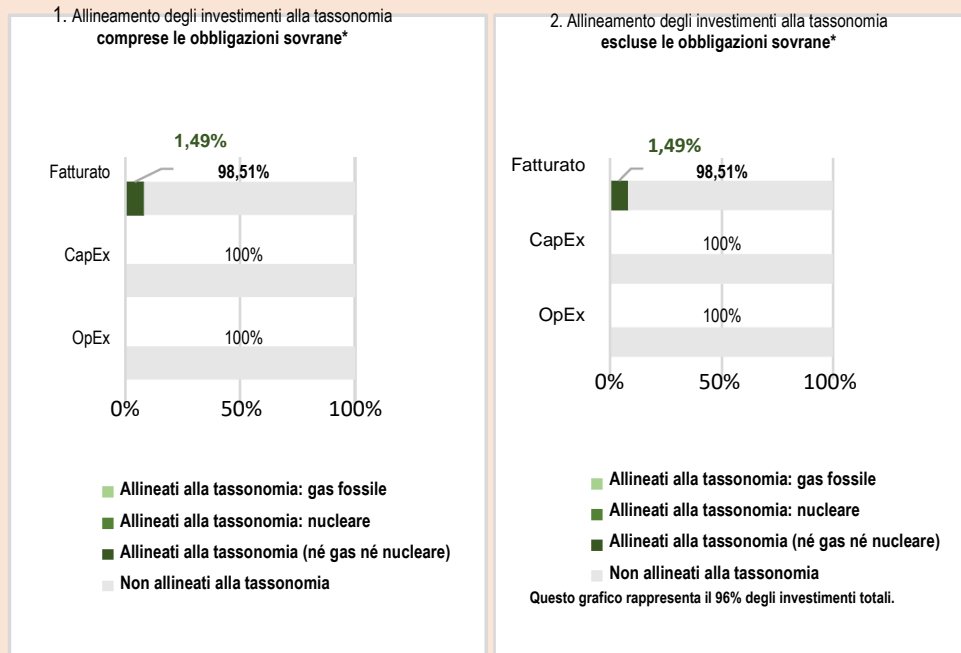 1. Allineamento degli investimenti alla tassonomia
comprese le obbligazioni sovrane*
1,49%
Fatturato
98,51%
CapEx
100%
OpEx
100%
0%
50%
100%
Allineati alla tassonomia: gas fossile
Allineati alla tassonomia: nucleare
Allineati alla tassonomia (né gas né nucleare)
Non allineati alla tassonomia
2. Allineamento degli investimenti alla tassonomia
escluse le obbligazioni sovrane*
1,49%
Fatturato
98,51%
CapEx
100%
OpEx
100%
0%
50%
100%
Allineati alla tassonomia: gas fossile
Allineati alla tassonomia: nucleare
Allineati alla tassonomia (né gas né nucleare)
Non allineati alla tassonomia
Questo grafico rappresenta il 96% degli investimenti totali.